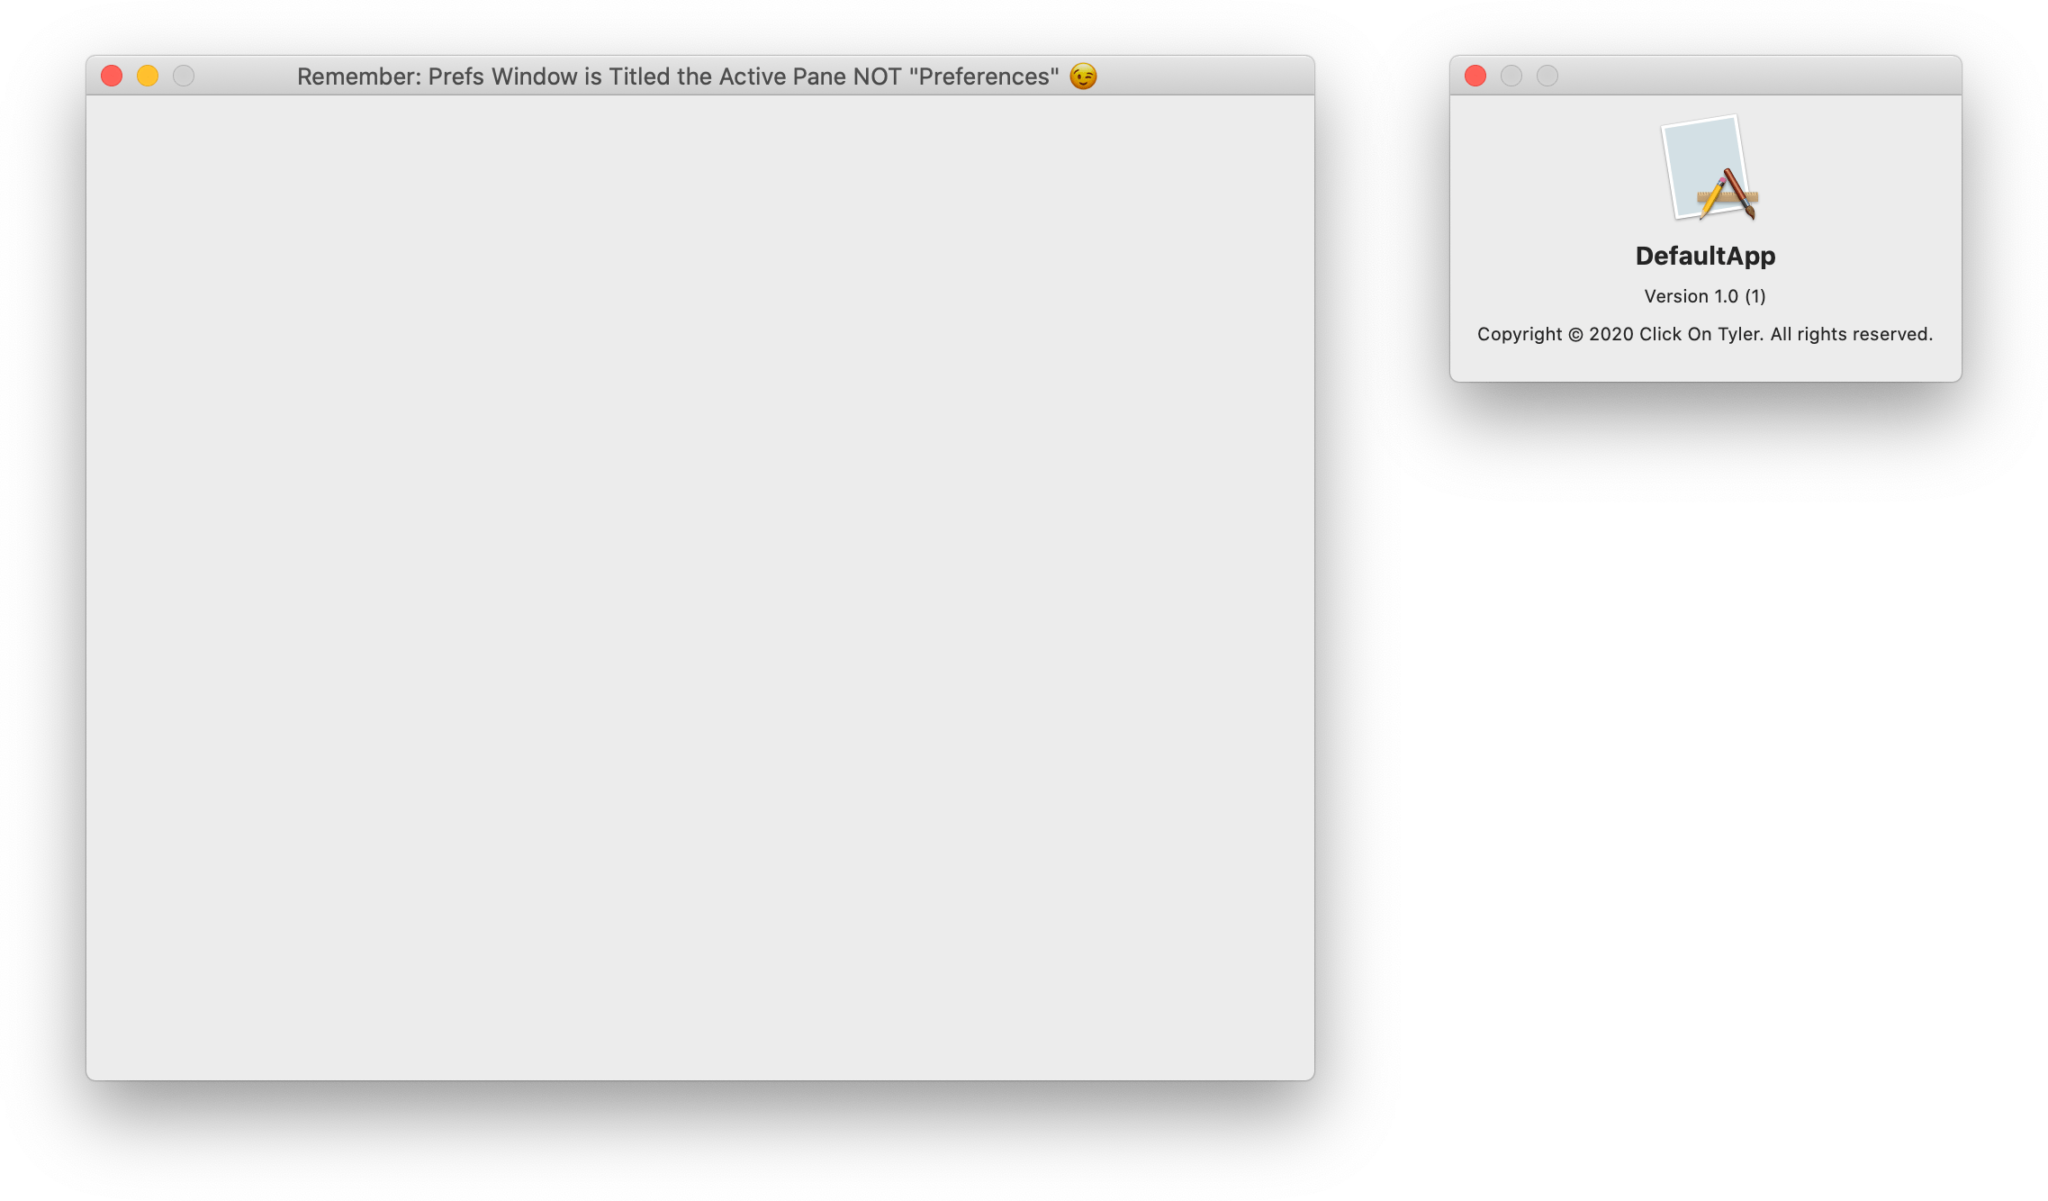 Remember: Prefs Window is Titled the Active Pane NOT "Preferences" 😉
DefaultApp
Version 1.0 (1)
Copyright © 2020 Click On Tyler. All rights reserved.